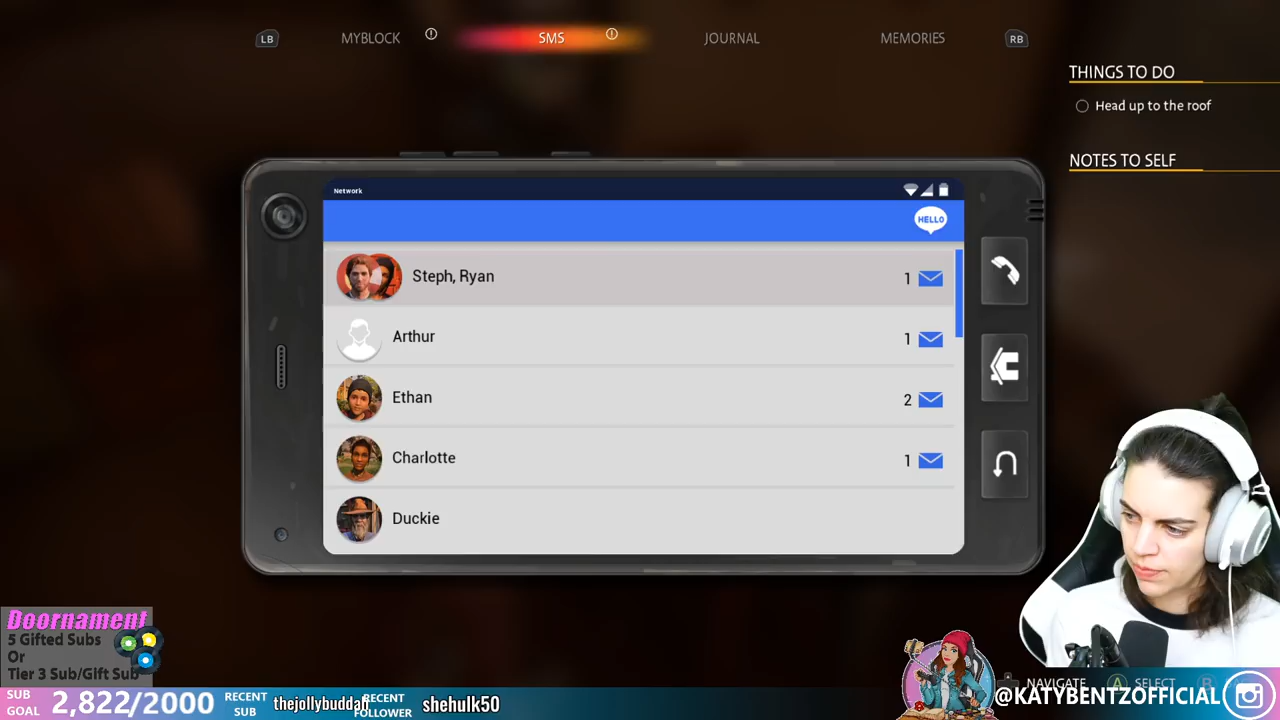 LB
MYBLOCK
SMS
JOURNAL
MEMORIES
RB
THINGS TO DO
Head up to the roof
NOTES TO SELF
Network
HELLO
Steph, Ryan
1
Arthur
1
Ethan
2
Charlotte
1
Duckie
Doornament
5 Gifted Subs
Or
Tier 3 Sub/Gift Sub
SUB GOAL
2,822/2000
RECENT SUB
thejollybudda
RECENT FOLLOWER
shehulk50
NAVIGATE
A SELECT
B
@KATYBENTZOFFICIAL